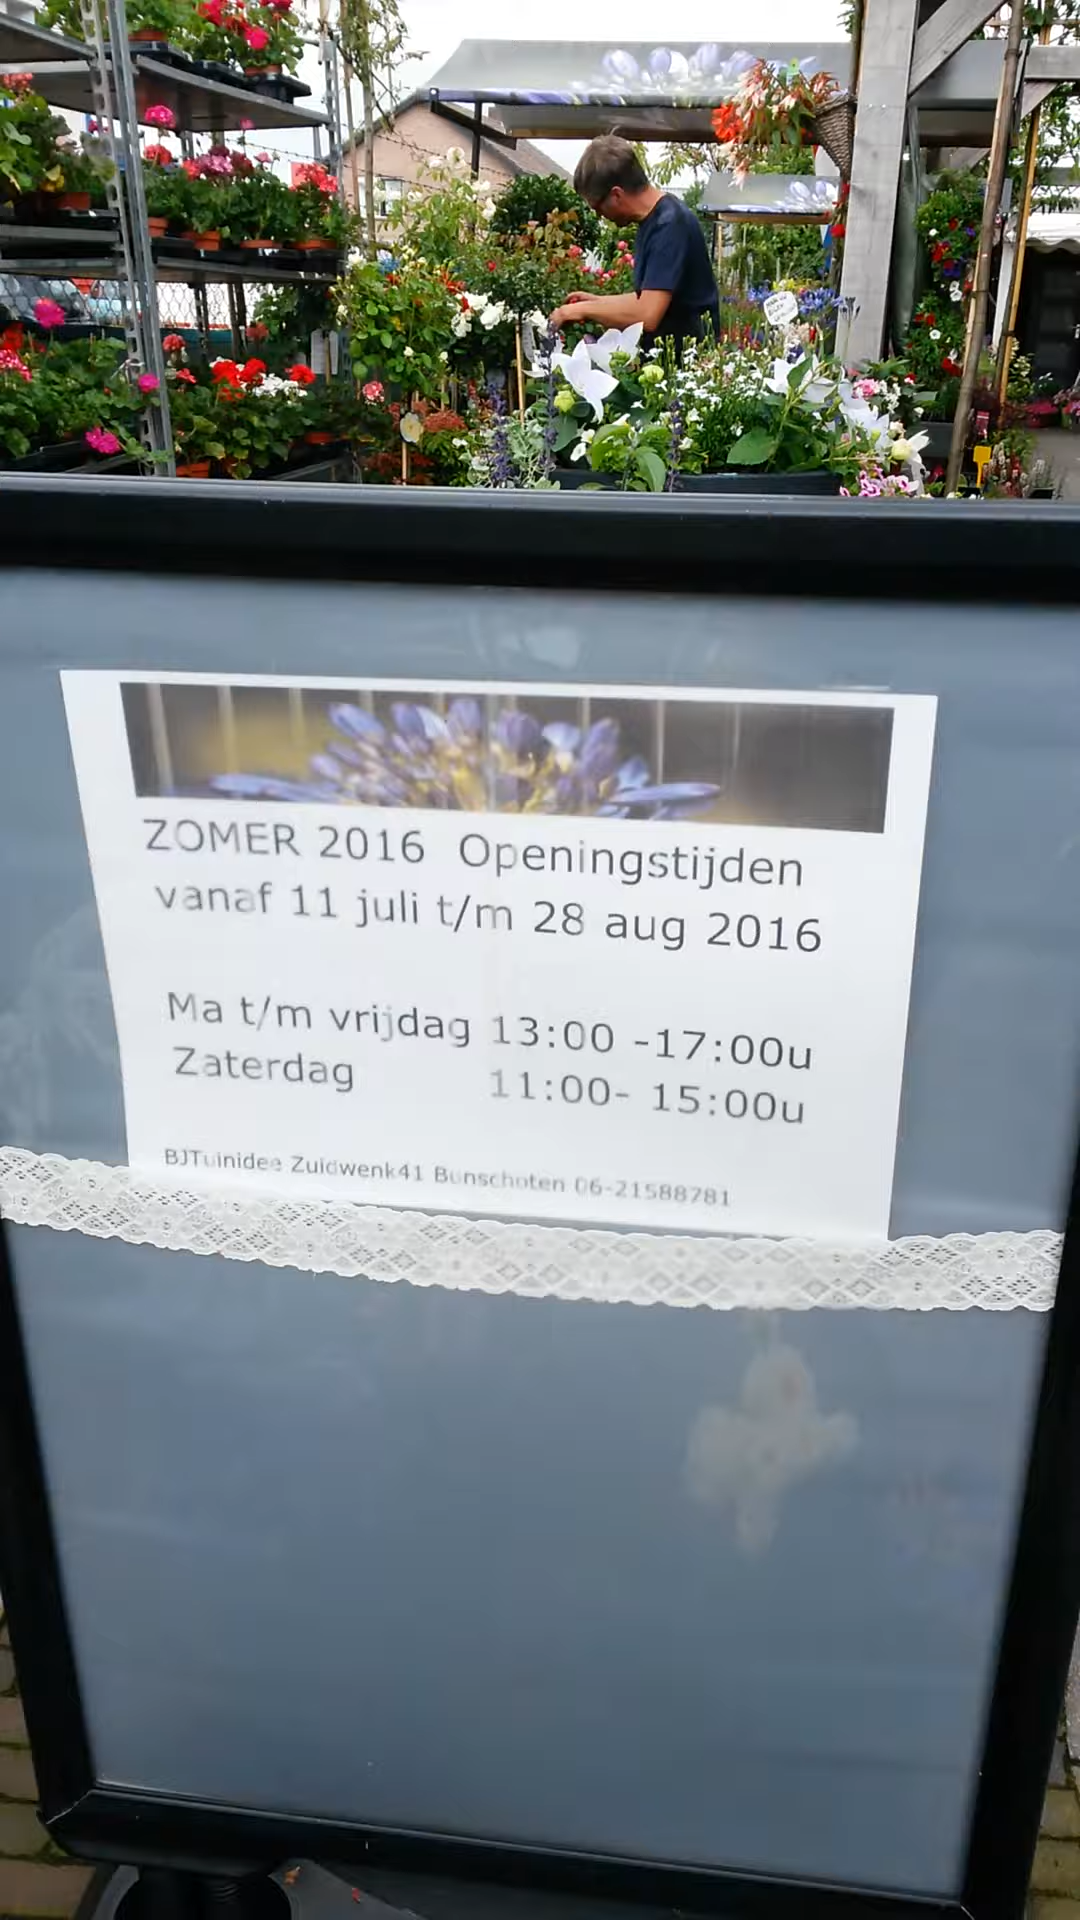 ZOMER 2016 Openingstijden
vanaf 11 juli t/m 28 aug 2016
Ma t/m vrijdag 13:00 -17:00u
Zaterdag 11:00- 15:00u
BJTuinidee Zuidwenk41 Bunschoten 06-21588781